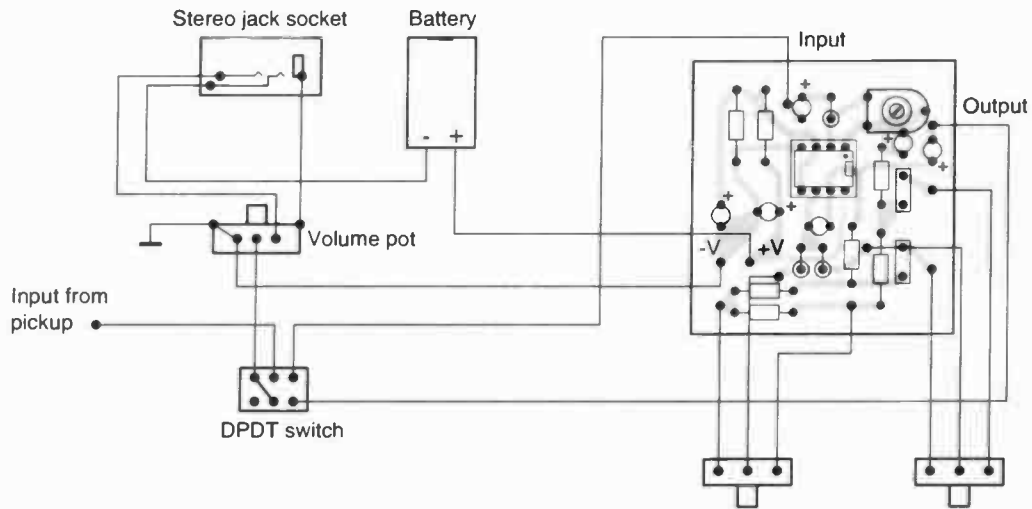 Stereo jack socket
Battery
Input
Output
- +
Volume pot
-V
+V
Input from
pickup
DPDT switch
+
+
+
+
+